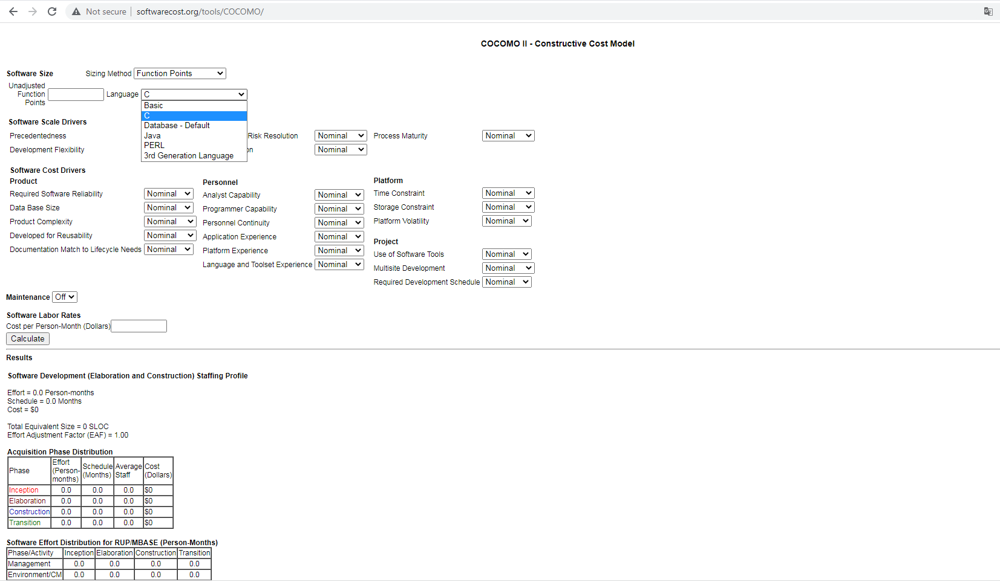 Not secure softwarecost.org/tools/COCOMO/
COCOMO II - Constructive Cost Model
Software Size Sizing Method Function Points
Unadjusted Function Points Language C
Basic
C
Database - Default
Java
PERL
3rd Generation Language
Software Scale Drivers
Precedentedness Risk Resolution Nominal Process Maturity Nominal
Development Flexibility Nominal
Software Cost Drivers
Product
Required Software Reliability Nominal
Data Base Size Nominal
Product Complexity Nominal
Developed for Reusability Nominal
Documentation Match to Lifecycle Needs Nominal
Personnel
Analyst Capability Nominal
Programmer Capability Nominal
Personnel Continuity Nominal
Application Experience Nominal
Platform Experience Nominal
Language and Toolset Experience Nominal
Platform
Time Constraint Nominal
Storage Constraint Nominal
Platform Volatility Nominal
Project
Use of Software Tools Nominal
Multisite Development Nominal
Required Development Schedule Nominal
Maintenance Off
Software Labor Rates
Cost per Person-Month (Dollars)
Calculate
Results
Software Development (Elaboration and Construction) Staffing Profile
Effort = 0.0 Person-months
Schedule = 0.0 Months
Cost = $0
Total Equivalent Size = 0 SLOC
Effort Adjustment Factor (EAF) = 1.00
Acquisition Phase Distribution
Phase Effort (Person-months) Schedule (Months) Average Staff Cost (Dollars)
Inception 0.0 0.0 0.0 $0
Elaboration 0.0 0.0 0.0 $0
Construction 0.0 0.0 0.0 $0
Transition 0.0 0.0 0.0 $0
Software Effort Distribution for RUP/MBASE (Person-Months)
Phase/Activity Inception Elaboration Construction Transition
Management 0.0 0.0 0.0 0.0
Environment/CM 0.0 0.0 0.0 0.0